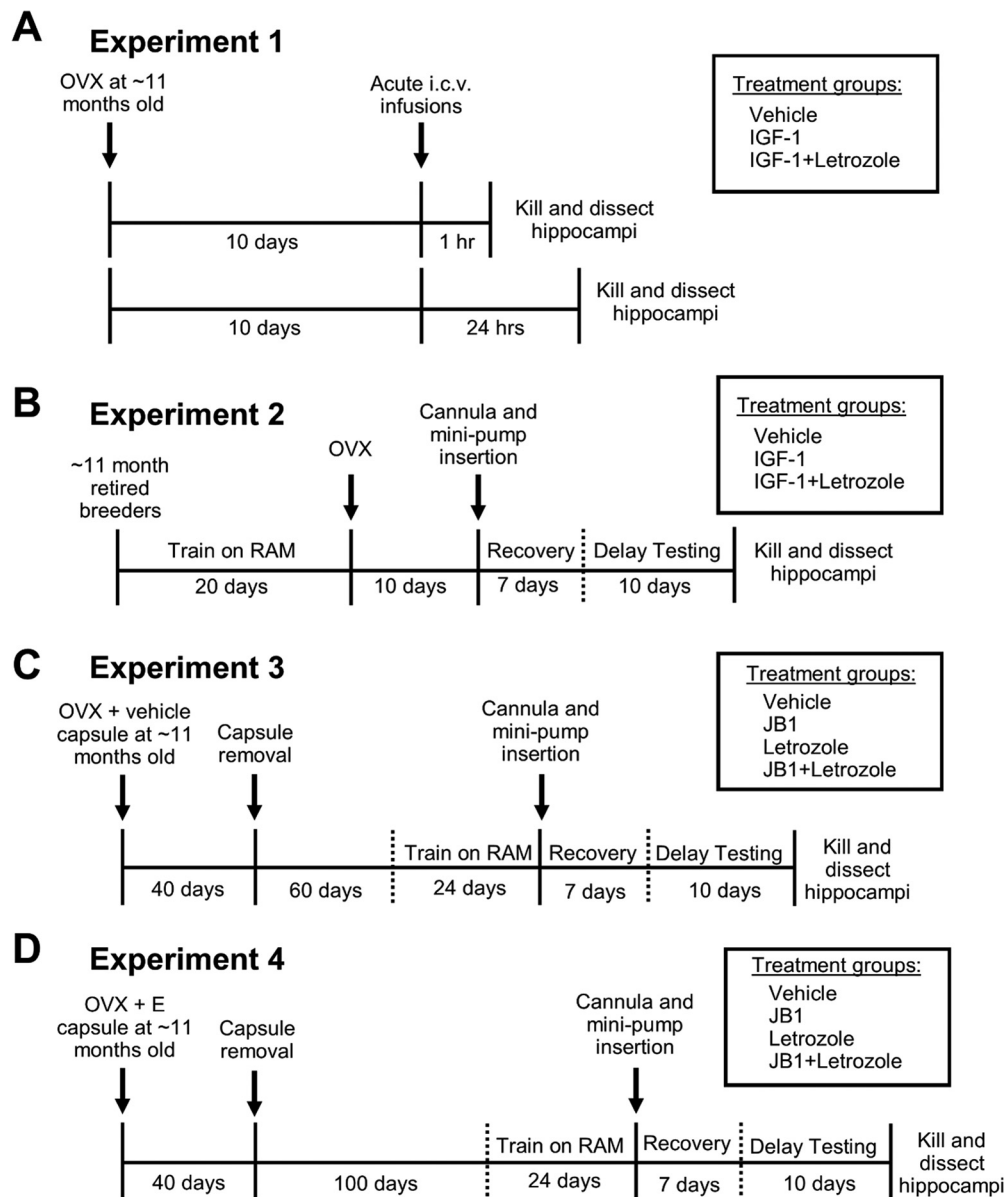 A
Experiment 1
OVX at ~11
months old
Acute i.c.v.
infusions
Treatment groups:
Vehicle
IGF-1
IGF-1+Letrozole
10 days
1 hr
Kill and dissect
hippocampi
10 days
24 hrs
Kill and dissect
hippocampi
B
Experiment 2
~11 month
retired
breeders
OVX
Cannula and
mini-pump
insertion
Treatment groups:
Vehicle
IGF-1
IGF-1+Letrozole
Train on RAM
Recovery
Delay Testing
20 days
10 days
7 days
10 days
Kill and dissect
hippocampi
C
Experiment 3
OVX + vehicle
capsule at ~11
months old
Capsule
removal
Cannula and
mini-pump
insertion
Treatment groups:
Vehicle
JB1
Letrozole
JB1+Letrozole
Train on RAM
Recovery
Delay Testing
40 days
60 days
24 days
7 days
10 days
Kill and
dissect
hippocampi
D
Experiment 4
OVX + E
capsule at ~11
months old
Capsule
removal
Cannula and
mini-pump
insertion
Treatment groups:
Vehicle
JB1
Letrozole
JB1+Letrozole
Train on RAM
Recovery
Delay Testing
40 days
100 days
24 days
7 days
10 days
Kill and
dissect
hippocampi